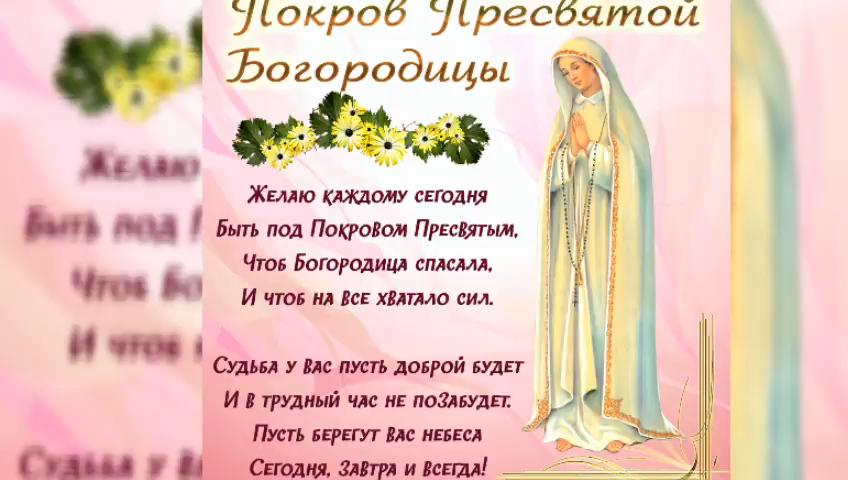 Покров Пресвятой
Богородицы
Желаю каждому сегодня
Быть под Покровом Пресвятым,
Чтоб Богородица спасала,
И чтоб на все хватало сил.
Судьба у вас пусть доброй будет
И в трудный час не позабудет.
Пусть берегут вас небеса
Сегодня, завтра и всегда!